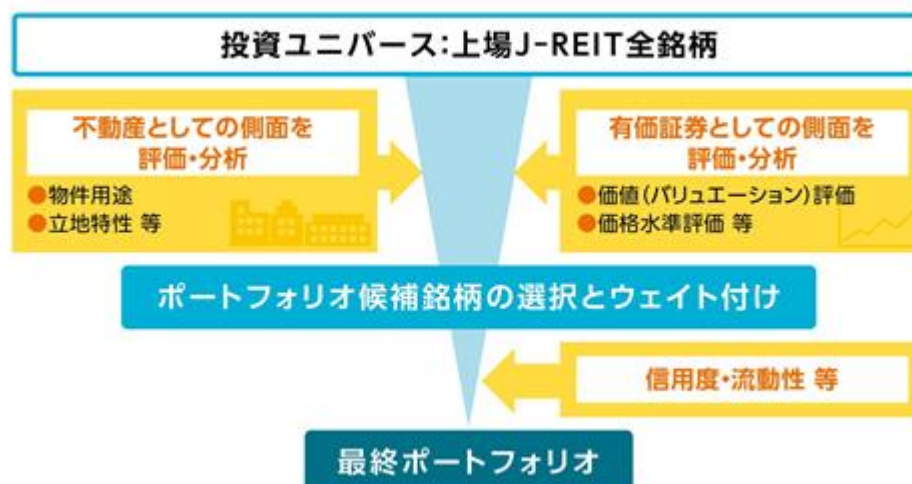 投資ユニバース：上場J-REIT全銘柄
不動産としての側面を
評価・分析
●物件用途
●立地特性 等
有価証券としての側面を
評価・分析
●価値（バリュエーション）評価
●価格水準評価 等
ポートフォリオ候補銘柄の選択とウェイト付け
信用度・流動性 等
最終ポートフォリオ